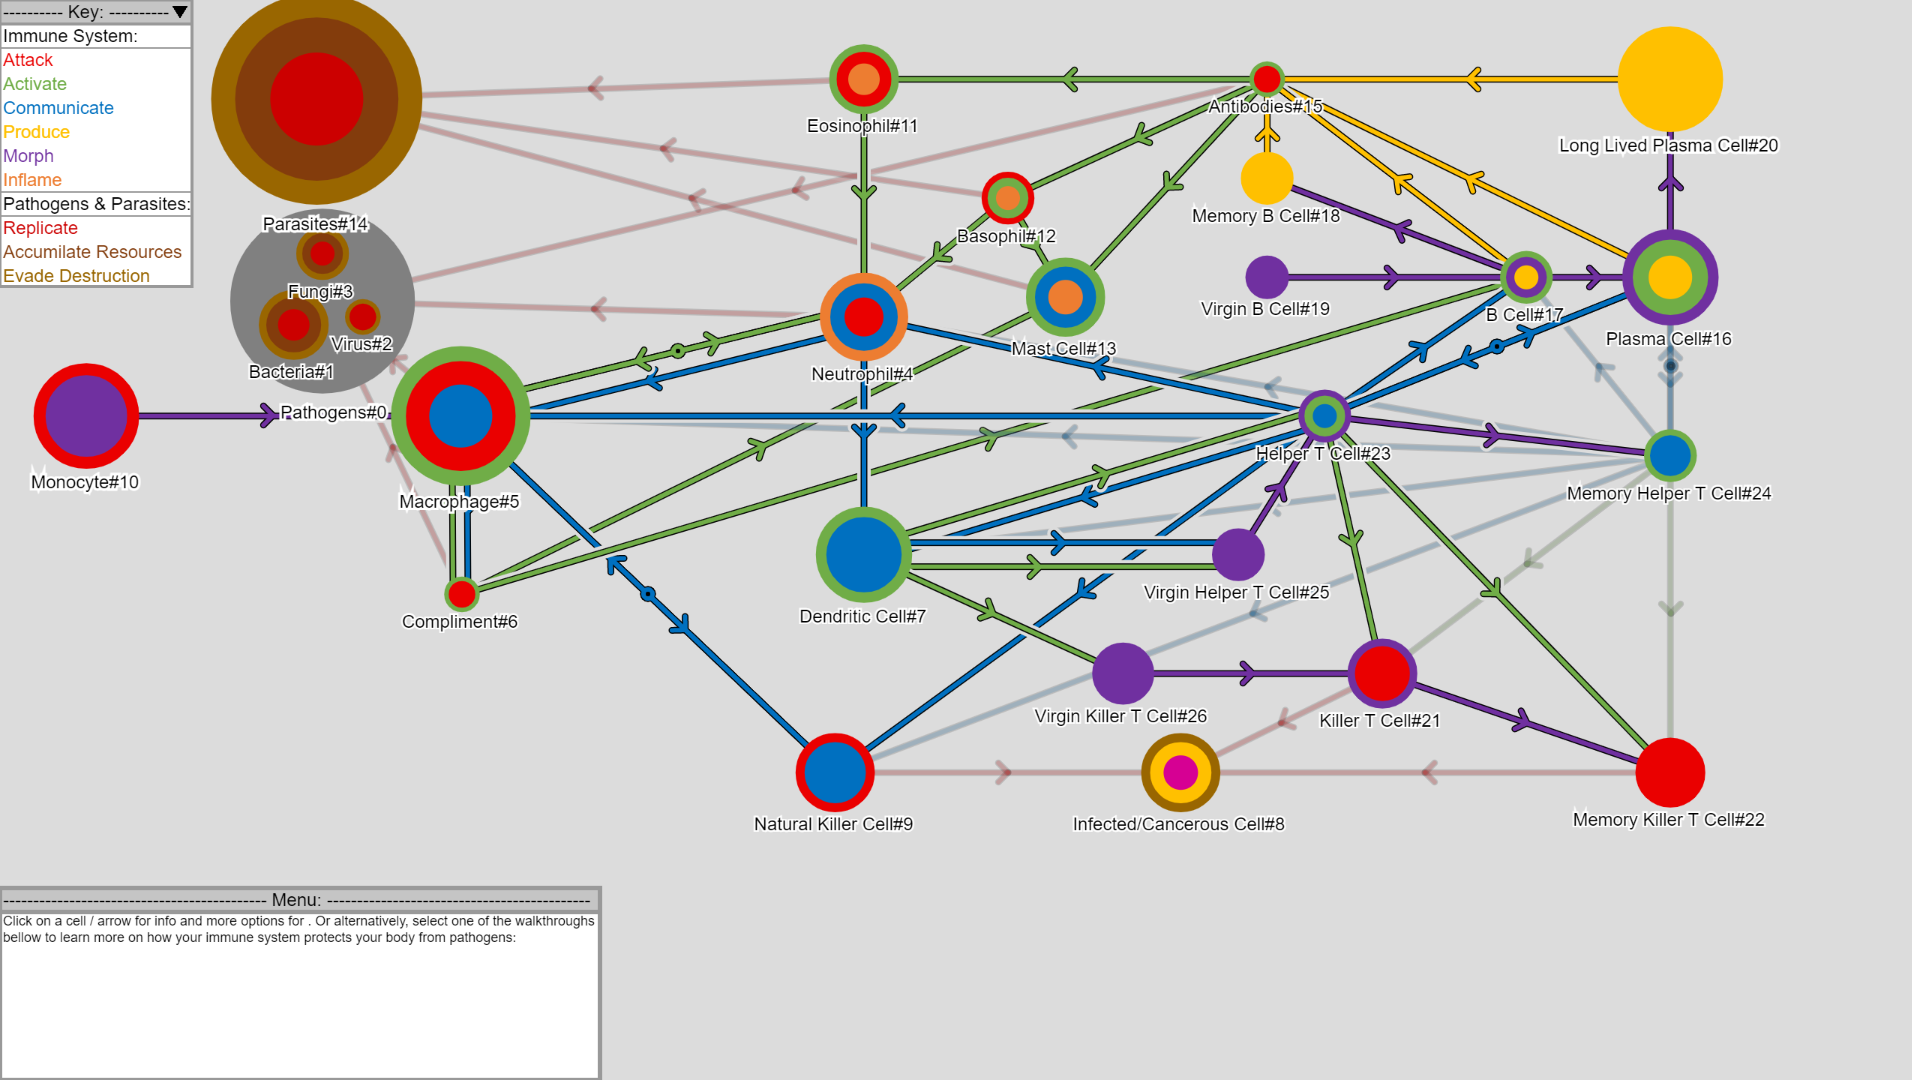 ---------- Key: ---------- ▼
Immune System:
Attack
Activate
Communicate
Produce
Morph
Inflame
Pathogens & Parasites:
Replicate
Accumilate Resources
Evade Destruction
Eosinophil#11
Antibodies#15
Long Lived Plasma Cell#20
Parasites#14
Memory B Cell#18
Basophil#12
Fungi#3
Virgin B Cell#19
B Cell#17
Plasma Cell#16
Virus#2
Mast Cell#13
Bacteria#1
Neutrophil#4
Pathogens#0
Helper T Cell#23
Monocyte#10
Macrophage#5
Memory Helper T Cell#24
Virgin Helper T Cell#25
Compliment#6
Dendritic Cell#7
Virgin Killer T Cell#26
Killer T Cell#21
Natural Killer Cell#9
Infected/Cancerous Cell#8
Memory Killer T Cell#22
-------------------------------------------- Menu: --------------------------------------------
Click on a cell / arrow for info and more options for . Or alternatively, select one of the walkthroughs
bellow to learn more on how your immune system protects your body from pathogens: